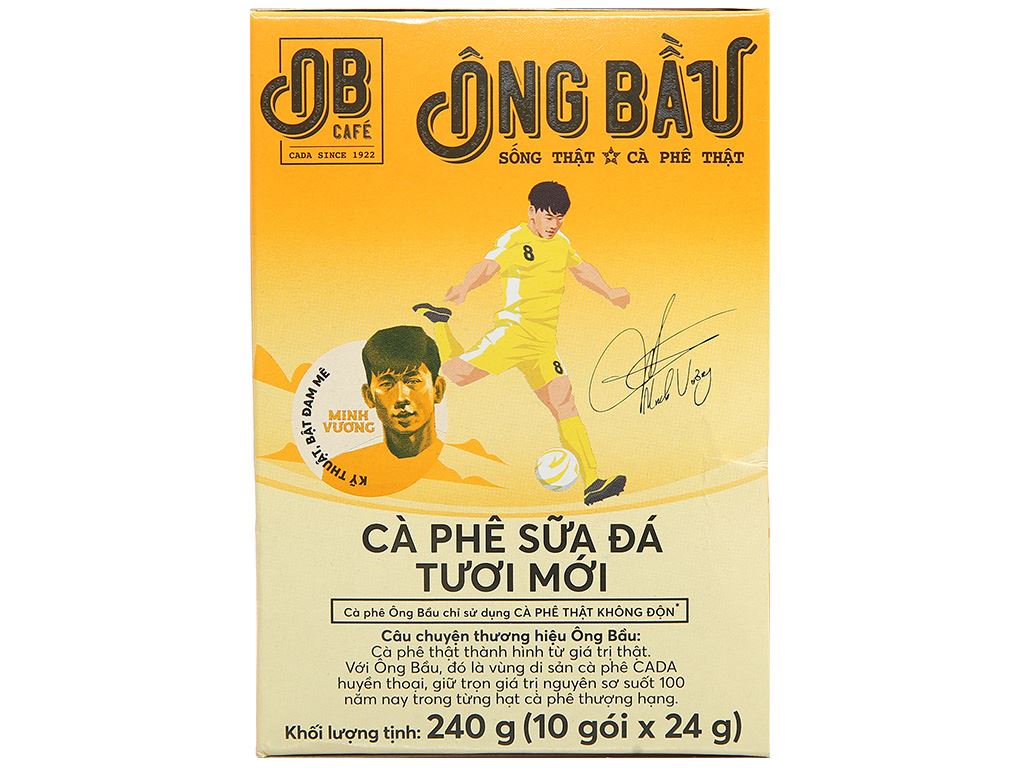 OB
CAFÉ
CADA SINCE 1922
ÔNG BẦU
SỐNG THẬT CÀ PHÊ THẬT
8
8
MINH
VƯƠNG
KỸ THUẬT, BẬT ĐAM MÊ
Minh Vương
CÀ PHÊ SỮA ĐÁ
TƯƠI MỚI
Cà phê Ông Bầu chỉ sử dụng CÀ PHÊ THẬT KHÔNG ĐỘN*
Câu chuyện thương hiệu Ông Bầu:
Cà phê thật thành hình từ giá trị thật.
Với Ông Bầu, đó là vùng di sản cà phê CADA
huyền thoại, giữ trọn giá trị nguyên sơ suốt 100
năm nay trong từng hạt cà phê thượng hạng.
Khối lượng tịnh: 240 g (10 gói x 24 g)